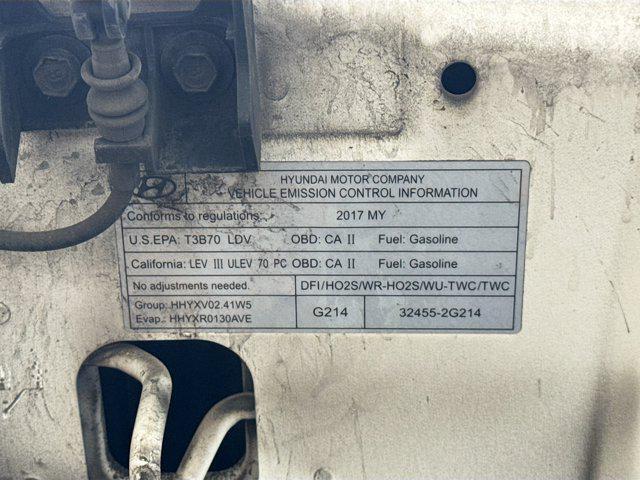 HYUNDAI MOTOR COMPANY
VEHICLE EMISSION CONTROL INFORMATION
Conforms to regulations: 2017 MY
U.S.EPA: T3B70 LDV OBD: CA II Fuel: Gasoline
California: LEV III ULEV 70 PC OBD: CA II Fuel: Gasoline
No adjustments needed. DFI/HO2S/WR-HO2S/WU-TWC/TWC
Group: HHYXV02.41W5
Evap.: HHYXR0130AVE
G214
32455-2G214